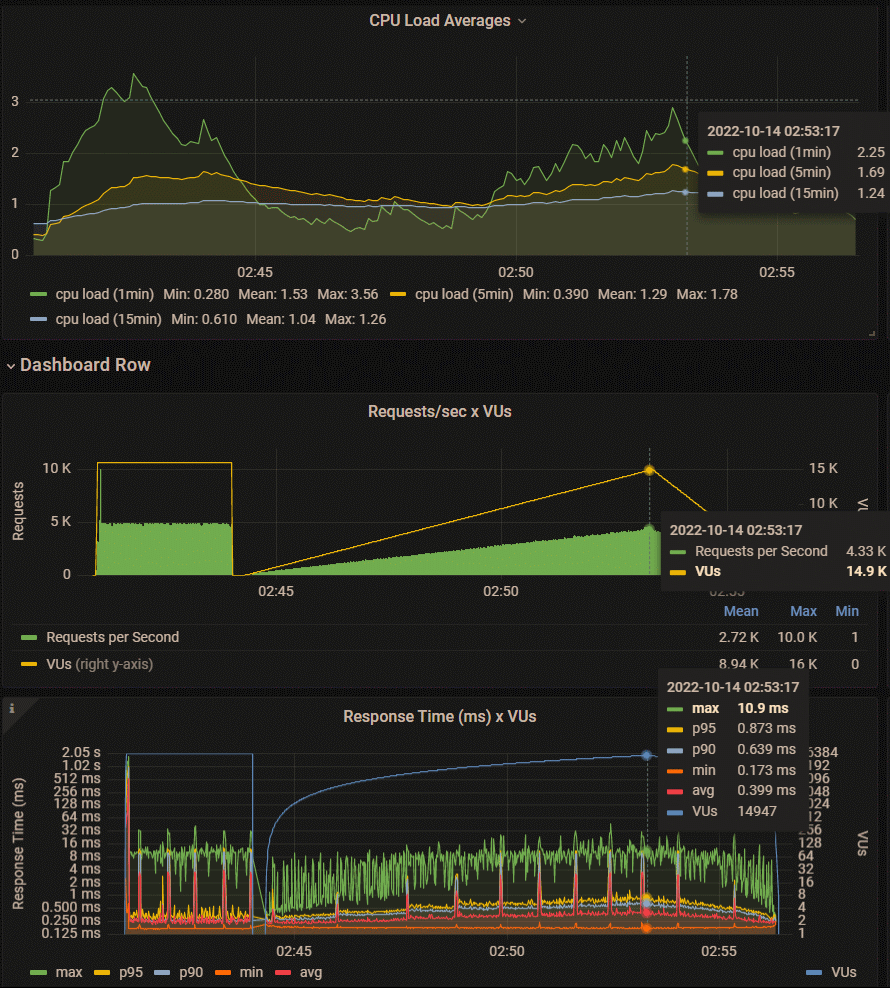 CPU Load Averages
3
2
1
0
02:45 02:50 02:55
2022-10-14 02:53:17
cpu load (1min) 2.25
cpu load (5min) 1.69
cpu load (15min) 1.24
cpu load (1min) Min: 0.280 Mean: 1.53 Max: 3.56 cpu load (5min) Min: 0.390 Mean: 1.29 Max: 1.78
cpu load (15min) Min: 0.610 Mean: 1.04 Max: 1.26
Dashboard Row
Requests/sec x VUs
Requests
10 K
5 K
0
15 K
10 K
02:45 02:50 02:55
2022-10-14 02:53:17
Requests per Second 4.33 K
VUs 14.9 K
Mean Max Min
Requests per Second 2.72 K 10.0 K 1
VUs (right y-axis) 8.94 K 16 K 0
i
Response Time (ms) x VUs
Response Time (ms)
2.05 s
1.02 s
512 ms
256 ms
128 ms
64 ms
32 ms
16 ms
8 ms
4 ms
2 ms
1 ms
0.500 ms
0.250 ms
0.125 ms
2022-10-14 02:53:17
max 10.9 ms
p95 0.873 ms
p90 0.639 ms
min 0.173 ms
avg 0.399 ms
VUs 14947
6384
192
096
048
024
12
256
128
64
32
16
8
4
2
1
VUs
02:45 02:50 02:55
max p95 p90 min avg VUs